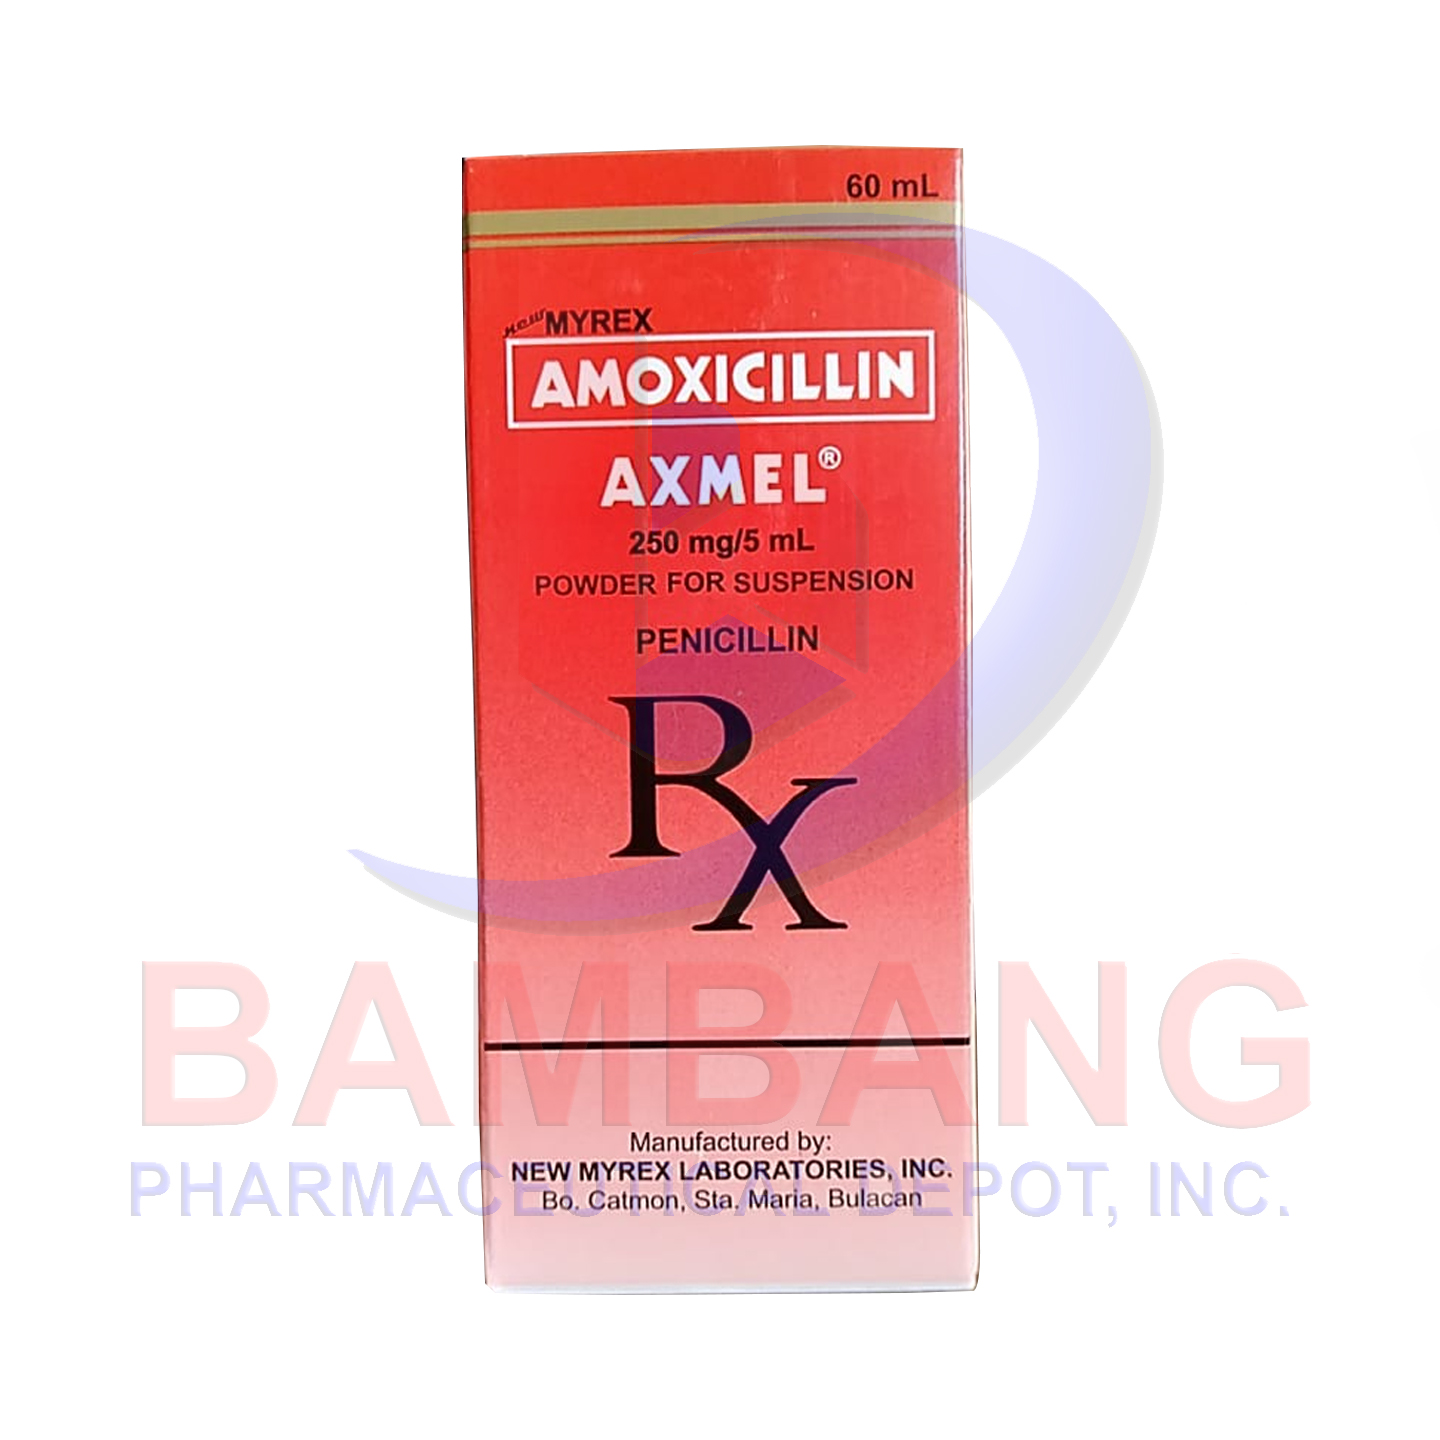 60 mL
New MYREX
AMOXICILLIN
AXMEL®
250 mg/5 mL
POWDER FOR SUSPENSION
PENICILLIN
Rx
BAMBANG
Manufactured by:
NEW MYREX LABORATORIES, INC.
Bo. Catmon, Sta. Maria, Bulacan
PHARMACEUTICAL DEPOT, INC.